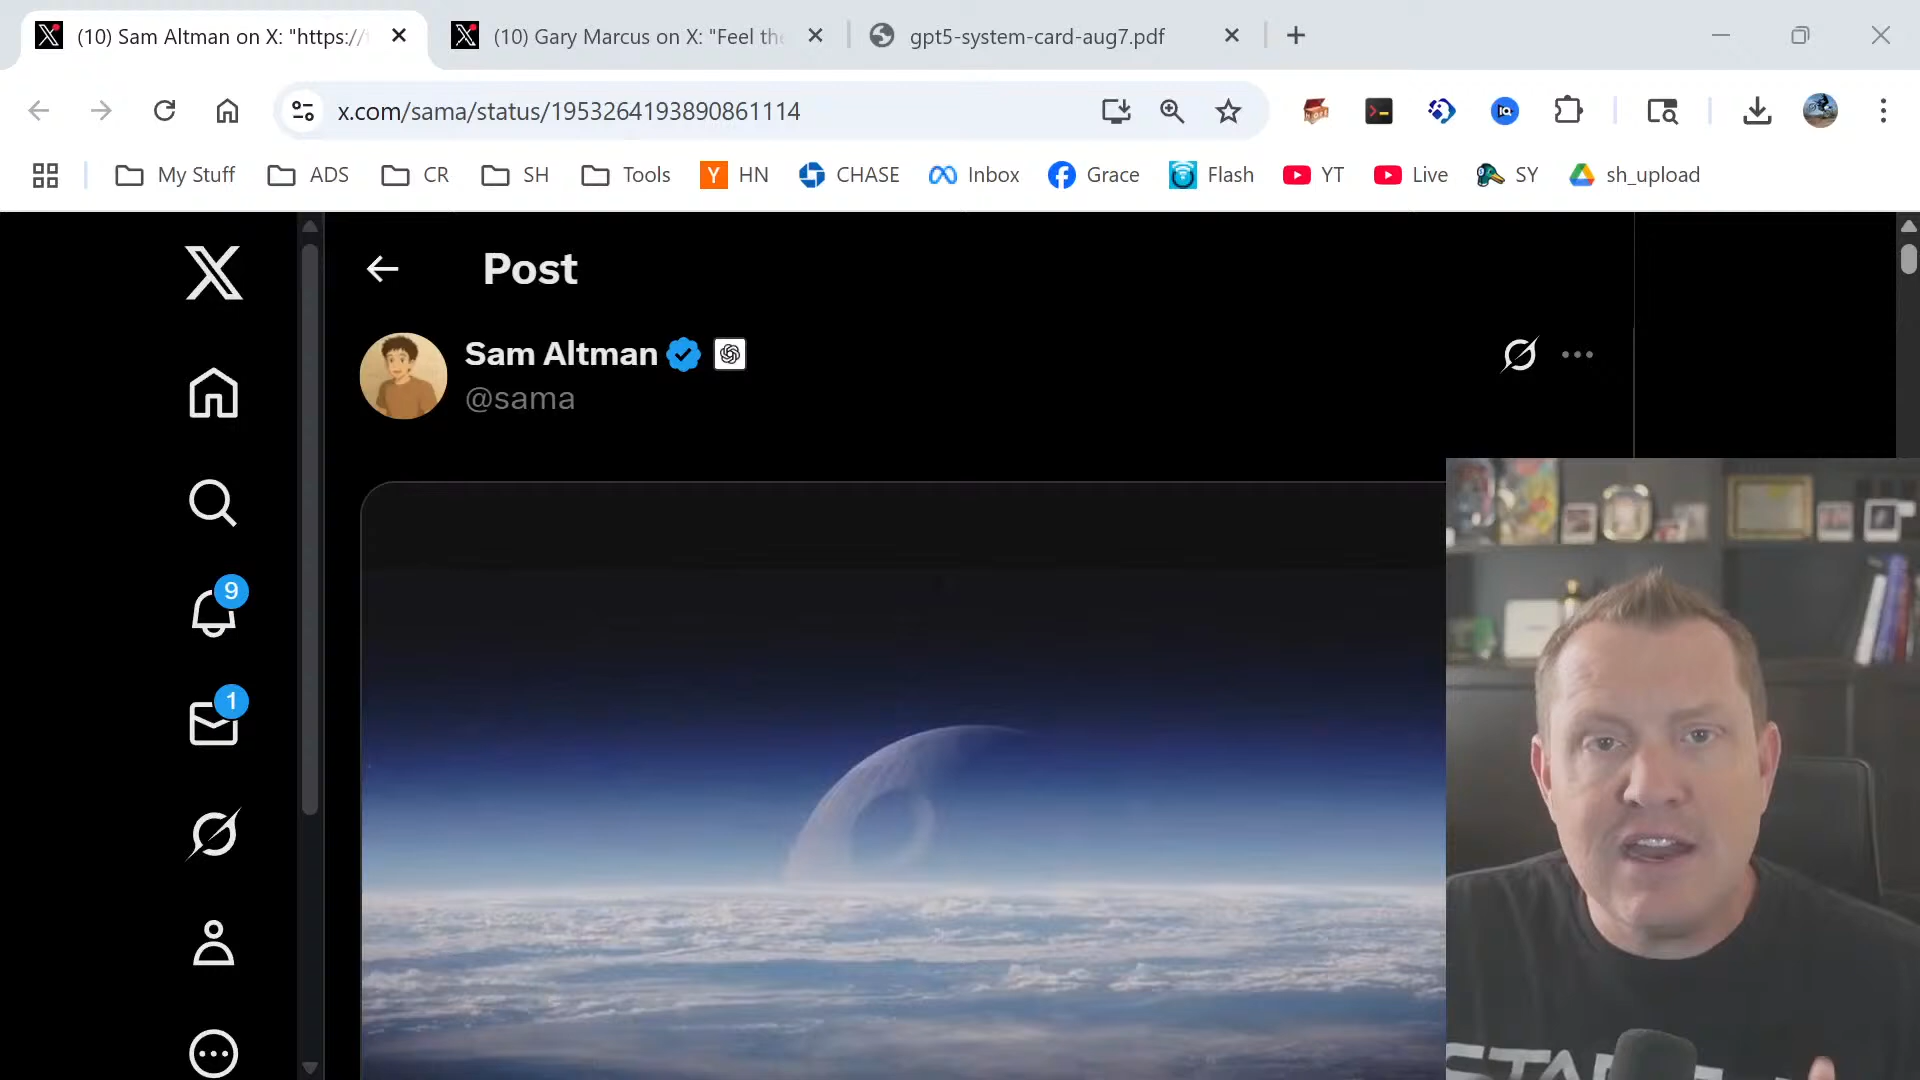 (10) Sam Altman on X: "https://
(10) Gary Marcus on X: "Feel the
gpt5-system-card-aug7.pdf
x.com/sama/status/1953264193890861114
My Stuff
ADS
CR
SH
Tools
HN
CHASE
Inbox
Grace
Flash
YT
Live
SY
sh_upload
Post
Sam Altman
@sama
9
1